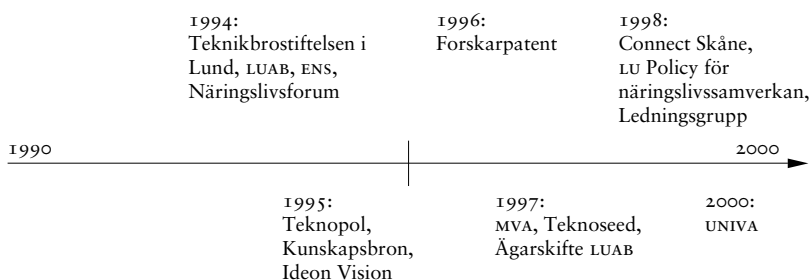 1994:
Teknikbrostiftelsen i
Lund, LUAB, ENS,
Näringslivsforum
1996:
Forskarpatent
1998:
Connect Skåne,
LU Policy för
näringslivssamverkan,
Ledningsgrupp
1990
2000
1995:
Teknopol,
Kunskapsbron,
Ideon Vision
1997:
MVA, Teknoseed,
Ägarskifte LUAB
2000:
UNIVA